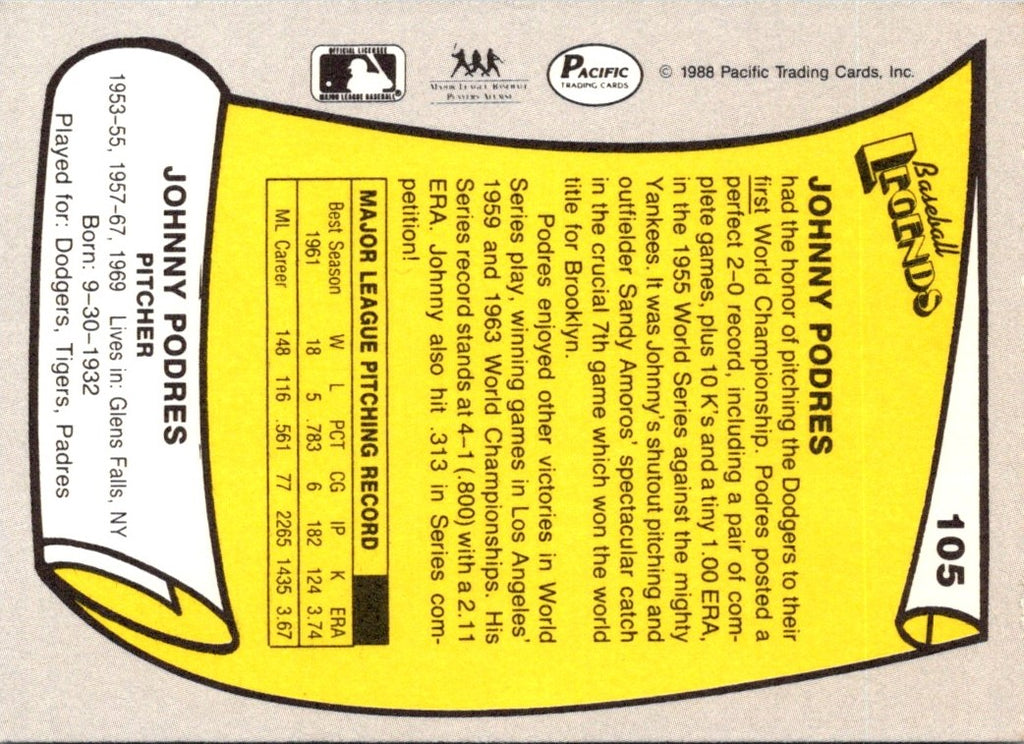 Baseball
LEGENDS
105
JOHNNY PODRES
had the honor of pitching the Dodgers to their
first World Championship. Podres posted a
perfect 2–0 record, including a pair of com-
plete games, plus 10 K's and a tiny 1.00 ERA,
in the 1955 World Series against the mighty
Yankees. It was Johnny's shutout pitching and
outfielder Sandy Amoros' spectacular catch
in the crucial 7th game which won the world
title for Brooklyn.
Podres enjoyed other victories in World
Series play, winning games in Los Angeles'
1959 and 1963 World Championships. His
Series record stands at 4–1 (.800) with a 2.11
ERA. Johnny also hit .313 in Series com-
petition!
MAJOR LEAGUE PITCHING RECORD
Best Season W L PCT CG IP K ERA
1961 18 5 .783 6 182 124 3.74
ML Career 148 116 .561 77 2265 1435 3.67
JOHNNY PODRES
PITCHER
1953–55, 1957–67, 1969 Lives in: Glens Falls, NY
Born: 9–30–1932
Played for: Dodgers, Tigers, Padres
OFFICIAL LICENSEE
MAJOR LEAGUE BASEBALL®
MAJOR LEAGUE BASEBALL
PLAYERS ALUMNI
PACIFIC
TRADING CARDS
© 1988 Pacific Trading Cards, Inc.